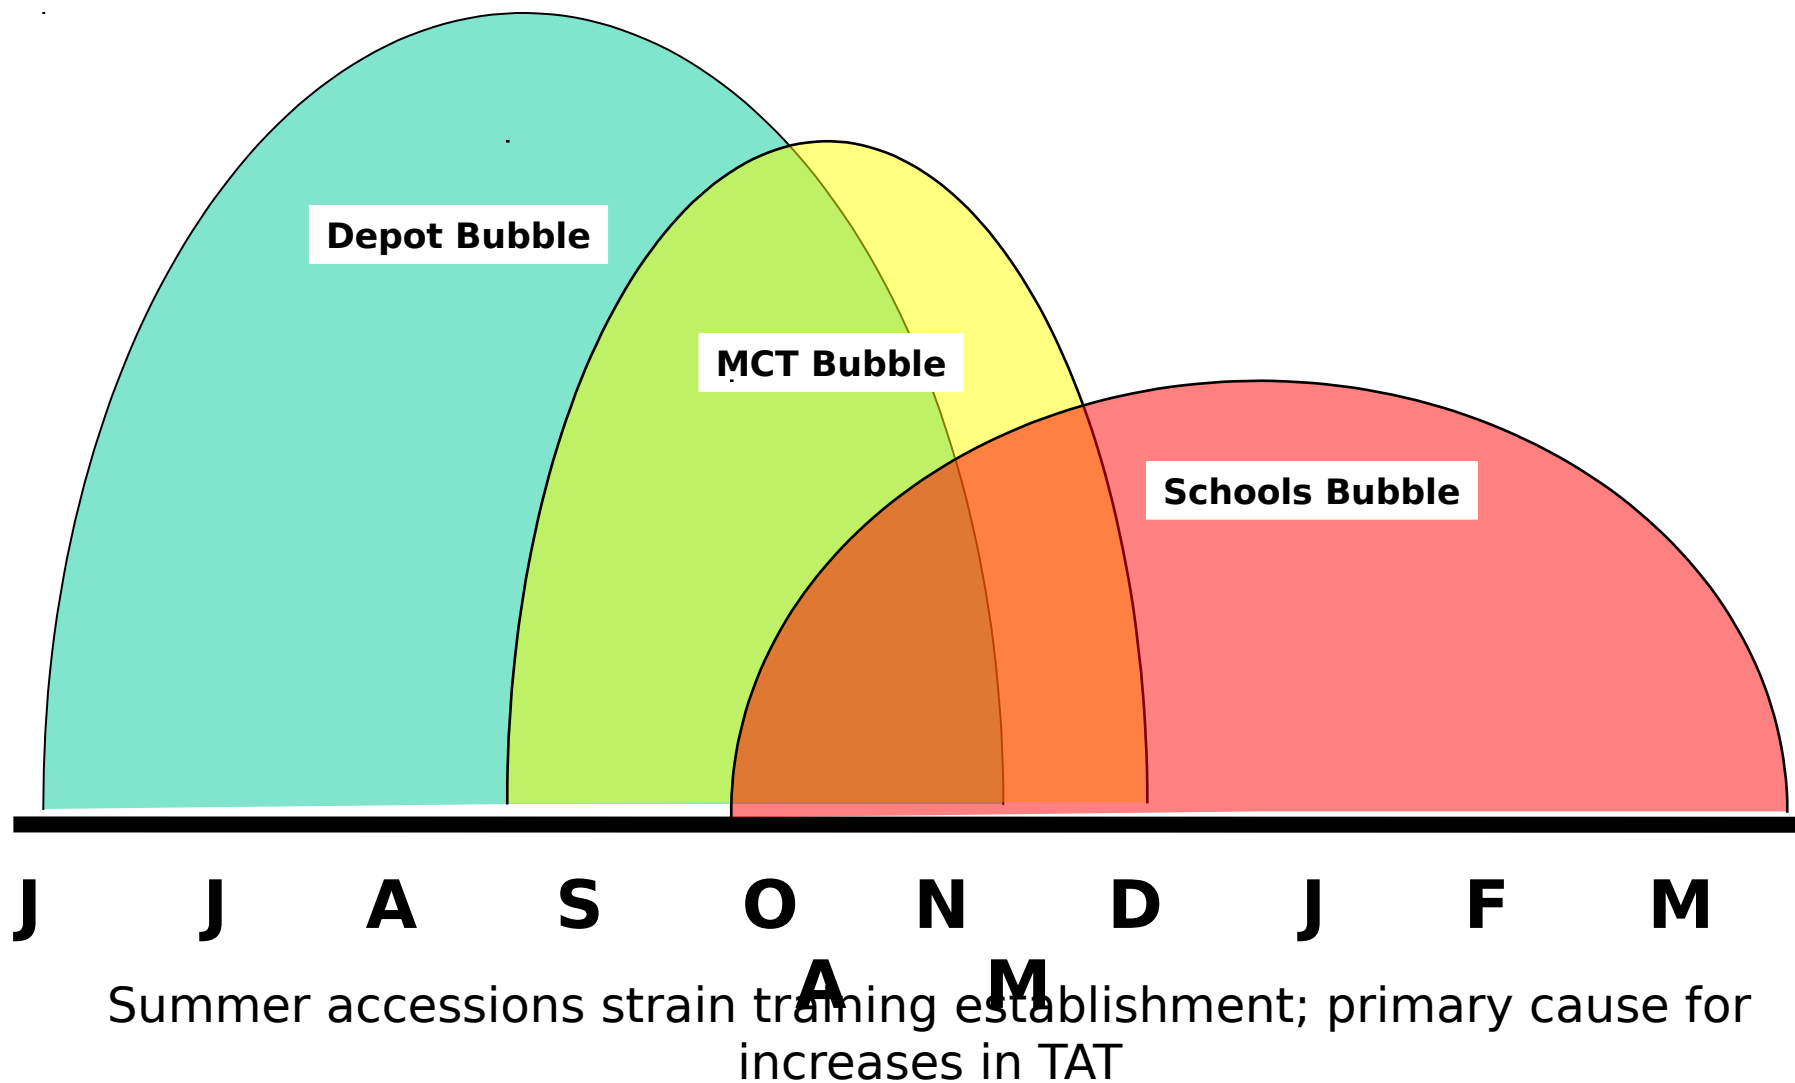 Depot Bubble
MCT Bubble
Schools Bubble
J J A S O N D J F M
A M
Summer accessions strain training establishment; primary cause for
increases in TAT